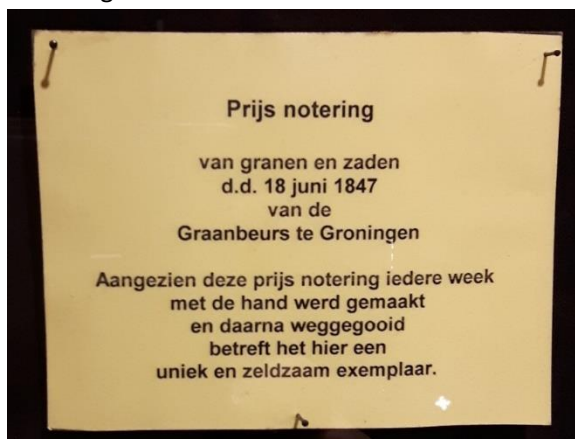 Prijs notering
van granen en zaden
d.d. 18 juni 1847
van de
Graanbeurs te Groningen
Aangezien deze prijs notering iedere week
met de hand werd gemaakt
en daarna weggegooid
betreft het hier een
uniek en zeldzaam exemplaar.